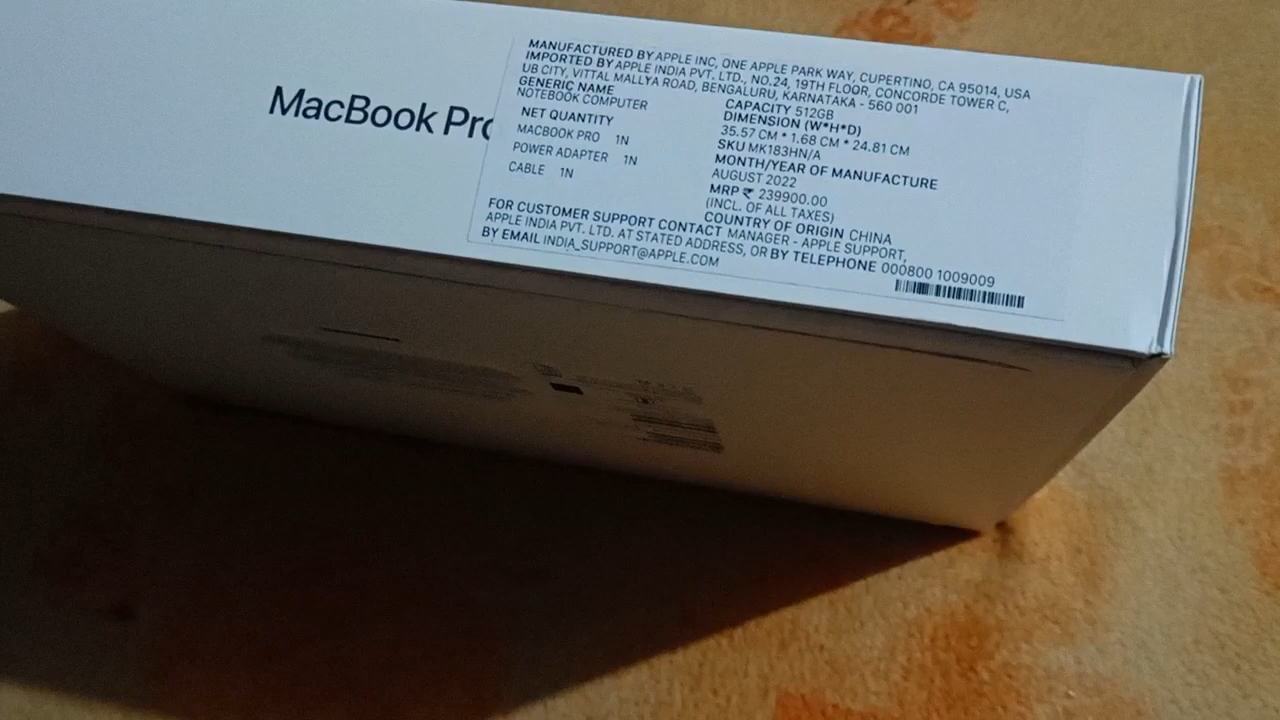 MacBook Pro
MANUFACTURED BY APPLE INC, ONE APPLE PARK WAY, CUPERTINO, CA 95014, USA
IMPORTED BY APPLE INDIA PVT. LTD., NO.24, 19TH FLOOR, CONCORDE TOWER C,
UB CITY, VITTAL MALLYA ROAD, BENGALURU, KARNATAKA - 560 001
GENERIC NAME
NOTEBOOK COMPUTER
NET QUANTITY
MACBOOK PRO 1N
POWER ADAPTER 1N
CABLE 1N
CAPACITY 512GB
DIMENSION (W*H*D)
35.57 CM * 1.68 CM * 24.81 CM
SKU MK183HN/A
MONTH/YEAR OF MANUFACTURE
AUGUST 2022
MRP ₹ 239900.00
(INCL. OF ALL TAXES)
COUNTRY OF ORIGIN CHINA
FOR CUSTOMER SUPPORT CONTACT MANAGER - APPLE SUPPORT,
APPLE INDIA PVT. LTD. AT STATED ADDRESS, OR BY TELEPHONE 000800 1009009
BY EMAIL INDIA_SUPPORT@APPLE.COM